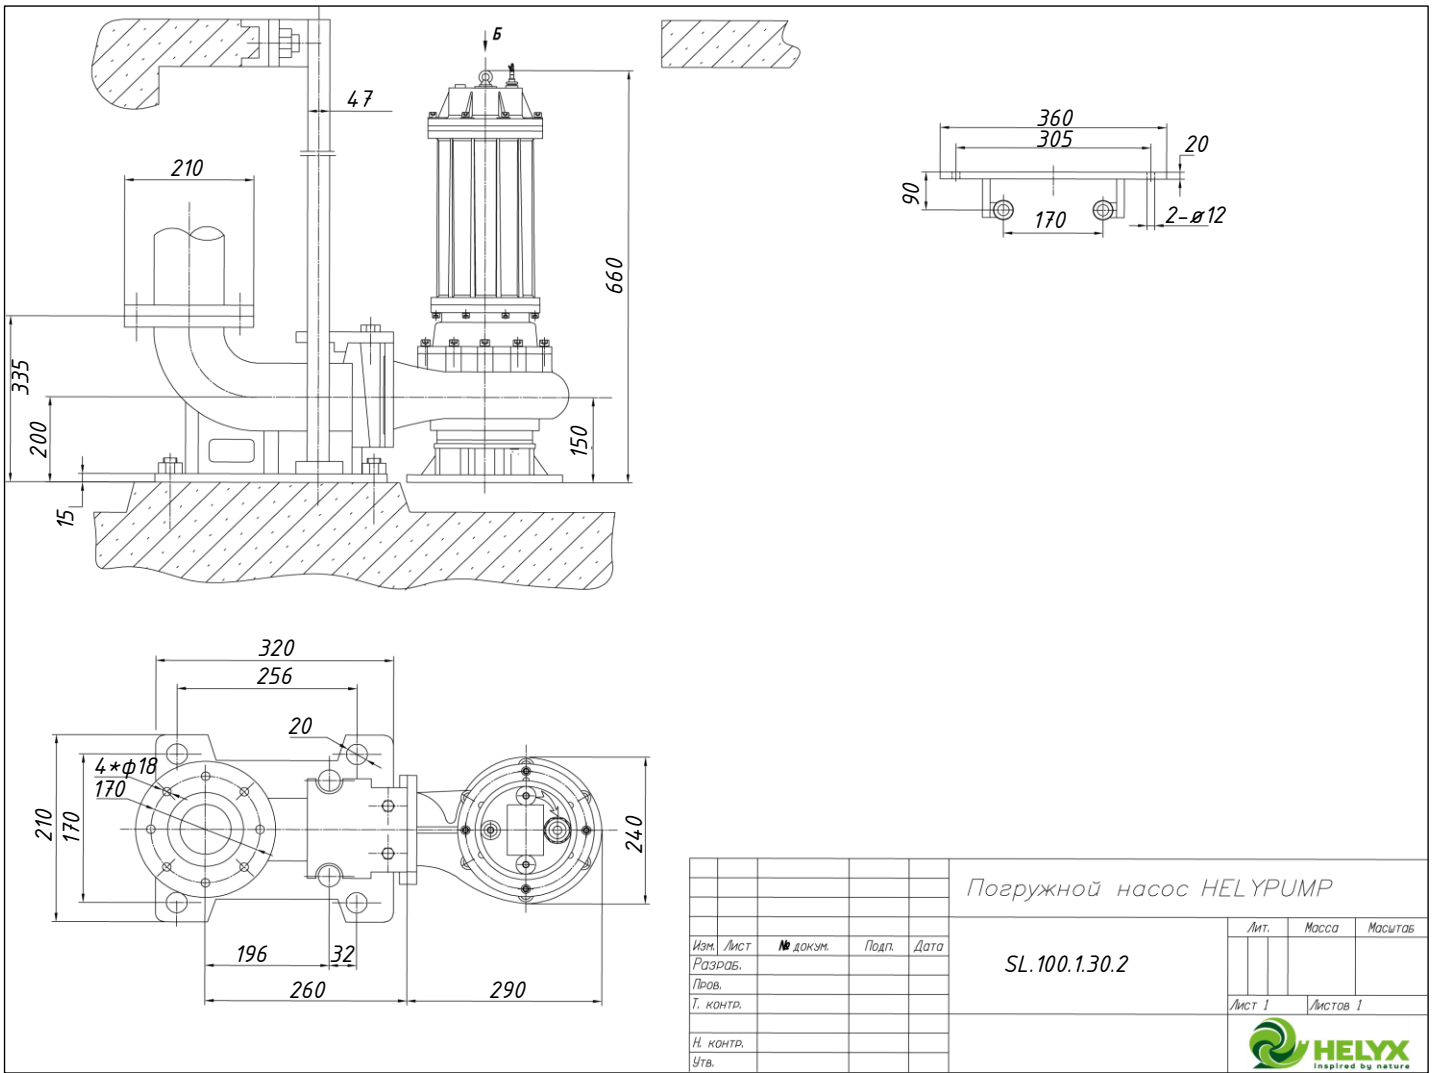 Б
47
210
660
335
200
150
15
360
305
20
90
170
2-⌀12
320
256
20
4*ϕ18
170
210
170
240
196
32
260
290
Погружной насос HELYPUMP
Лит.
Масса
Масштаб
Изм.
Лист
№ докум.
Подп.
Дата
SL.100.1.30.2
Разраб.
Пров.
Т. контр.
Лист 1
Листов 1
Н. контр.
Утв.
HELYX
Inspired by nature